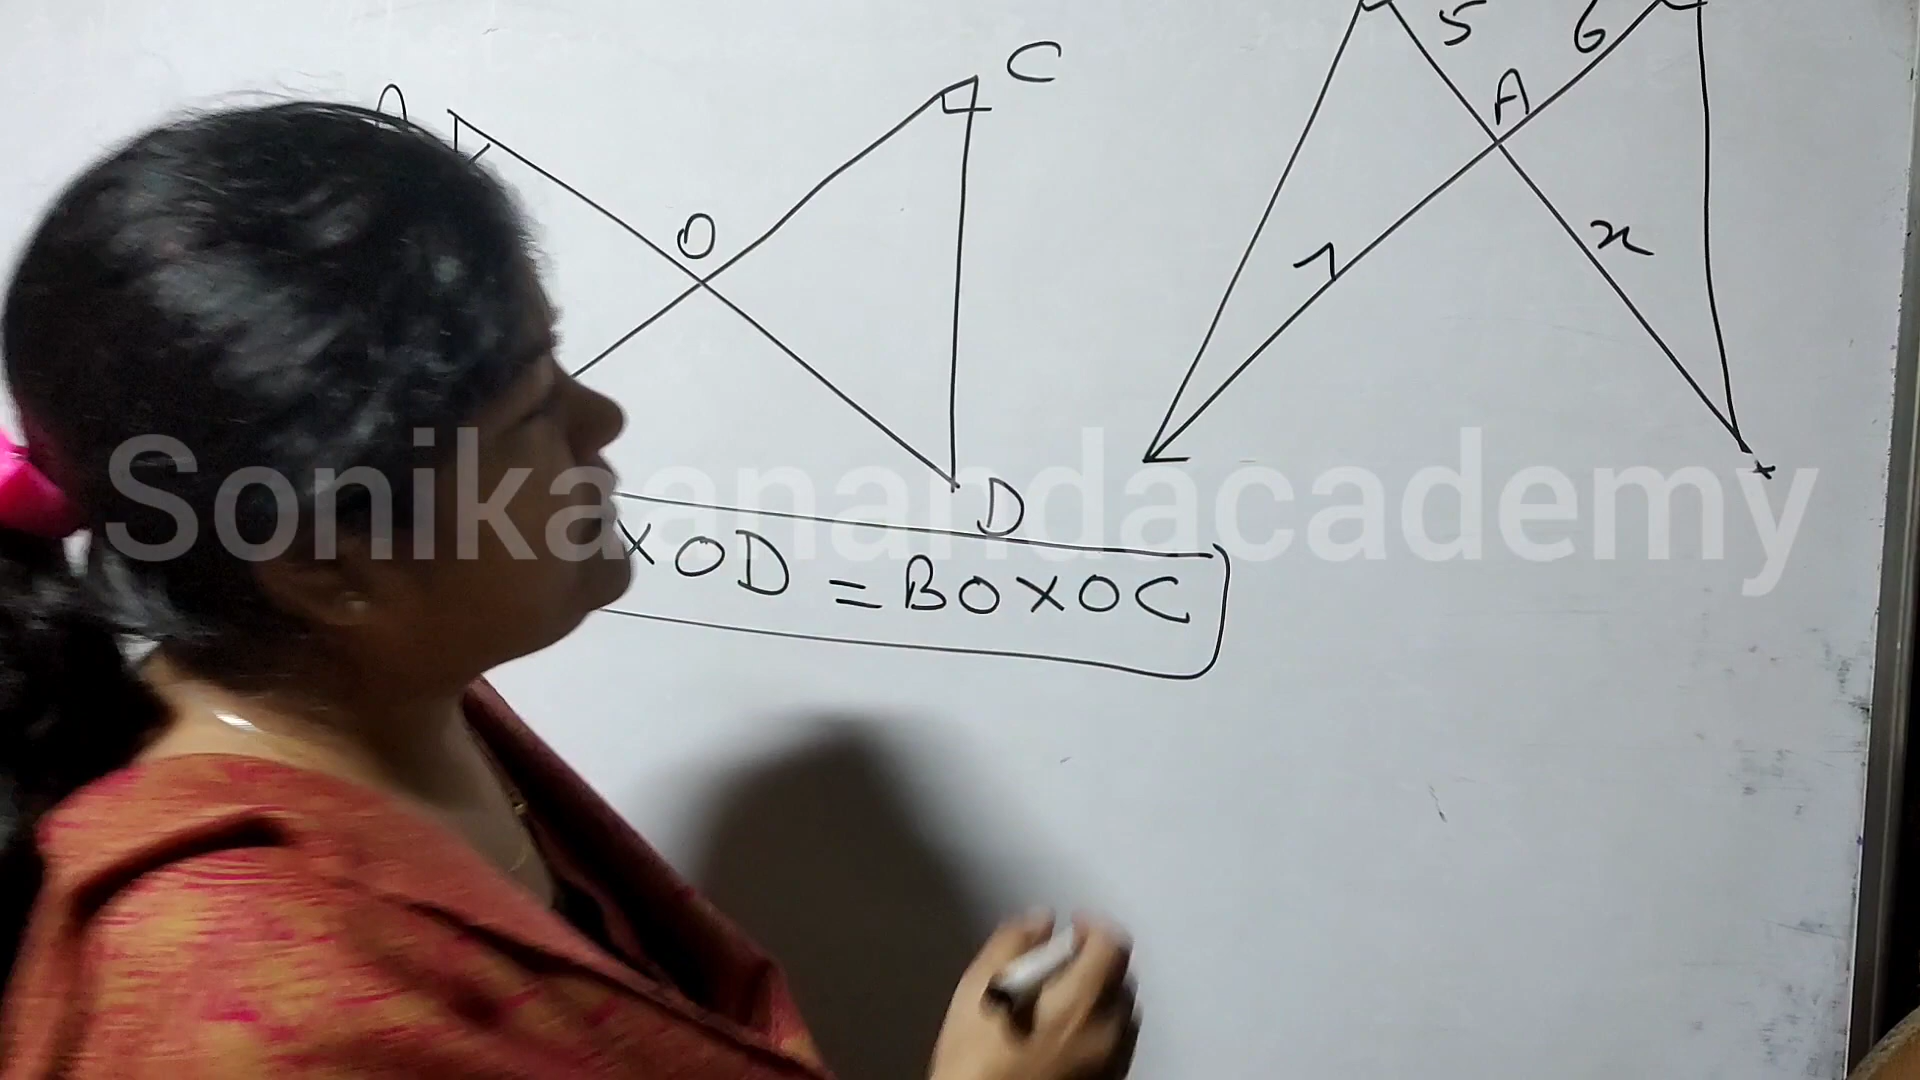 5 6
C
A
A
O
7
x
Sonikaanandacademy
D
X OD = BO X OC